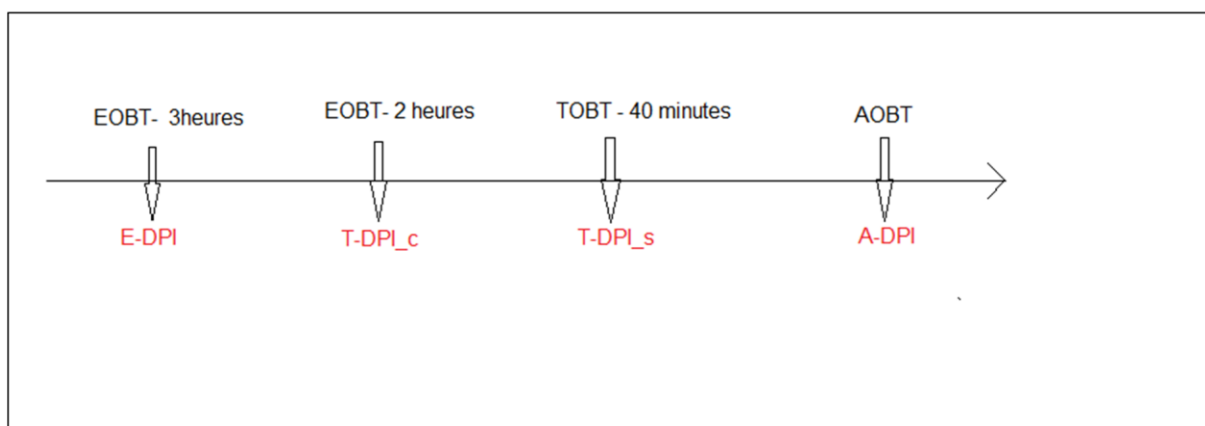 EOBT- 3heures
EOBT- 2 heures
TOBT - 40 minutes
AOBT
E-DPI
T-DPI_c
T-DPI_s
A-DPI